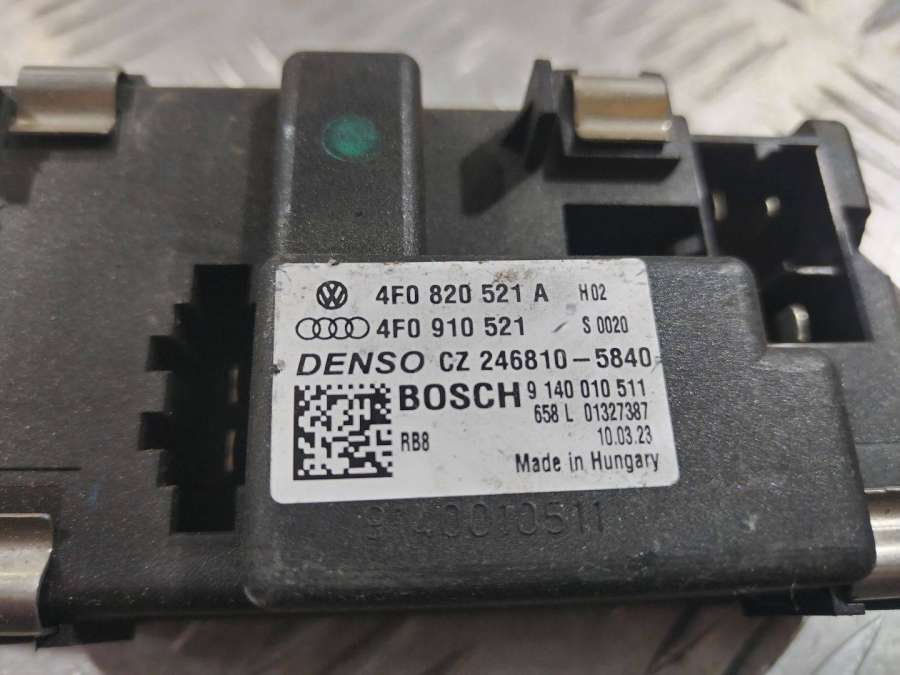 4F0 820 521 A H02
4F0 910 521 S 0020
DENSO CZ 246810-5840
BOSCH 9 140 010 511
658 L 01327387
RB8 10.03.23
Made in Hungary
9140010511